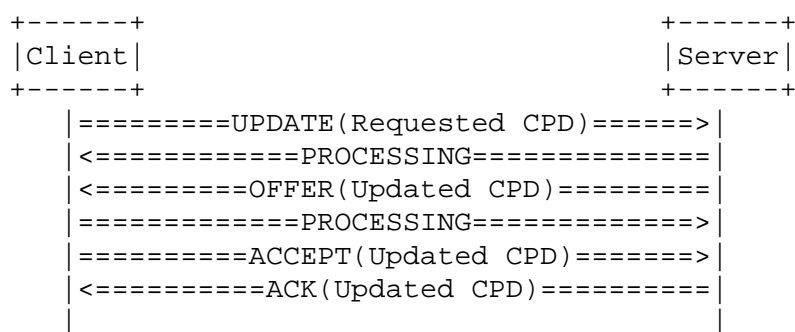 +------+                                +------+
|Client|                                |Server|
+------+                                +------+
   |=========UPDATE(Requested CPD)======>|
   |<============PROCESSING==============|
   |<=========OFFER(Updated CPD)=========|
   |=============PROCESSING=============>|
   |==========ACCEPT(Updated CPD)=======>|
   |<==========ACK(Updated CPD)==========|
   |                                     |